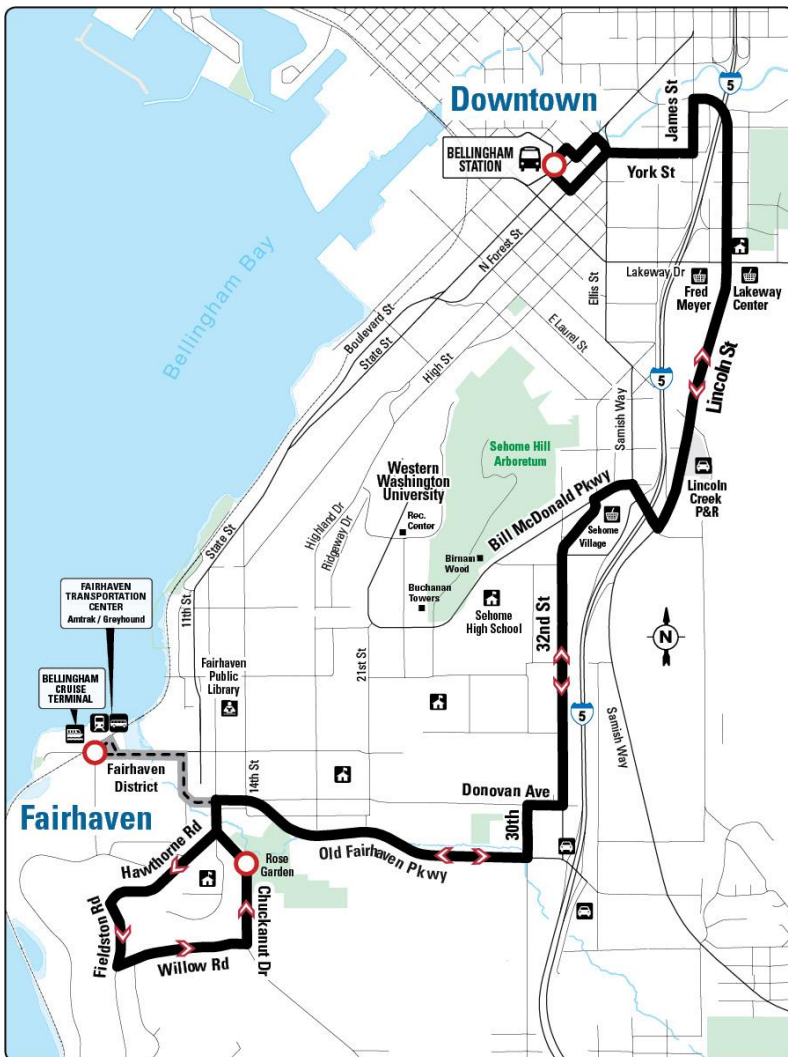 Downtown
BELLINGHAM
STATION
James St
5
York St
Bellingham Bay
N Forest St
Boulevard St
State St
High St
E Laurel St
Ellis St
Lakeway Dr
Fred
Meyer
Lakeway
Center
5
Lincoln St
Samish Way
Sehome Hill
Arboretum
Western
Washington
University
Rec.
Center
Highland Dr
Ridgeway Dr
Bill McDonald Pkwy
Lincoln
Creek
P&R
Sehome
Village
Birnam
Wood
Buchanan
Towers
Sehome
High School
State St
11th St
21st St
32nd St
N
FAIRHAVEN
TRANSPORTATION
CENTER
Amtrak / Greyhound
BELLINGHAM
CRUISE
TERMINAL
Fairhaven
Public
Library
5
Samish Way
Fairhaven
District
14th St
Donovan Ave
30th
Fairhaven
Hawthorne Rd
Rose
Garden
Old Fairhaven Pkwy
Fieldston Rd
Willow Rd
Chuckanut Dr